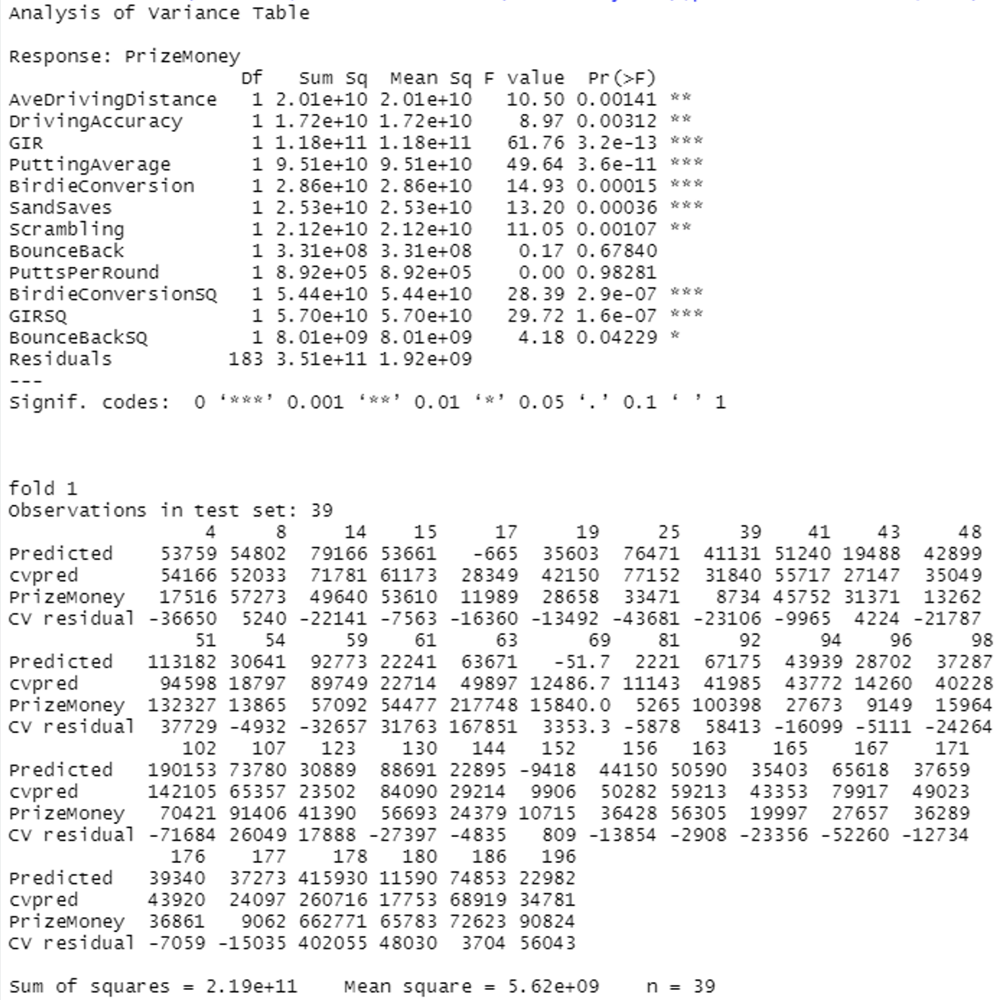 Analysis of Variance Table
Response: PrizeMoney
Df Sum Sq Mean Sq F value Pr(>F)
AveDrivingDistance 1 2.01e+10 2.01e+10 10.50 0.00141 **
DrivingAccuracy 1 1.72e+10 1.72e+10 8.97 0.00312 **
GIR 1 1.18e+11 1.18e+11 61.76 3.2e-13 ***
PuttingAverage 1 9.51e+10 9.51e+10 49.64 3.6e-11 ***
BirdieConversion 1 2.86e+10 2.86e+10 14.93 0.00015 ***
SandSaves 1 2.53e+10 2.53e+10 13.20 0.00036 ***
Scrambling 1 2.12e+10 2.12e+10 11.05 0.00107 **
BounceBack 1 3.31e+08 3.31e+08 0.17 0.67840
PuttsPerRound 1 8.92e+05 8.92e+05 0.00 0.98281
BirdieConversionSQ 1 5.44e+10 5.44e+10 28.39 2.9e-07 ***
GIRSQ 1 5.70e+10 5.70e+10 29.72 1.6e-07 ***
BounceBackSQ 1 8.01e+09 8.01e+09 4.18 0.04229 *
Residuals 183 3.51e+11 1.92e+09
---
Signif. codes: 0 ‘***’ 0.001 ‘**’ 0.01 ‘*’ 0.05 ‘.’ 0.1 ‘ ’ 1
fold 1
Observations in test set: 39
4 8 14 15 17 19 25 39 41 43 48
Predicted 53759 54802 79166 53661 -665 35603 76471 41131 51240 19488 42899
cvpred 54166 52033 71781 61173 28349 42150 77152 31840 55717 27147 35049
PrizeMoney 17516 57273 49640 53610 11989 28658 33471 8734 45752 31371 13262
CV residual -36650 5240 -22141 -7563 -16360 -13492 -43681 -23106 -9965 4224 -21787
51 54 59 61 63 69 81 92 94 96 98
Predicted 113182 30641 92773 22241 63671 -51.7 2221 67175 43939 28702 37287
cvpred 94598 18797 89749 22714 49897 12486.7 11143 41985 43772 14260 40228
PrizeMoney 132327 13865 57092 54477 217748 15840.0 5265 100398 27673 9149 15964
CV residual 37729 -4932 -32657 31763 167851 3353.3 -5878 58413 -16099 -5111 -24264
102 107 123 130 144 152 156 163 165 167 171
Predicted 190153 73780 30889 88691 22895 -9418 44150 50590 35403 65618 37659
cvpred 142105 65357 23502 84090 29214 9906 50282 59213 43353 79917 49023
PrizeMoney 70421 91406 41390 56693 24379 10715 36428 56305 19997 27657 36289
CV residual -71684 26049 17888 -27397 -4835 809 -13854 -2908 -23356 -52260 -12734
176 177 178 180 186 196
Predicted 39340 37273 415930 11590 74853 22982
cvpred 43920 24097 260716 17753 68919 34781
PrizeMoney 36861 9062 662771 65783 72623 90824
CV residual -7059 -15035 402055 48030 3704 56043
Sum of squares = 2.19e+11 Mean square = 5.62e+09 n = 39